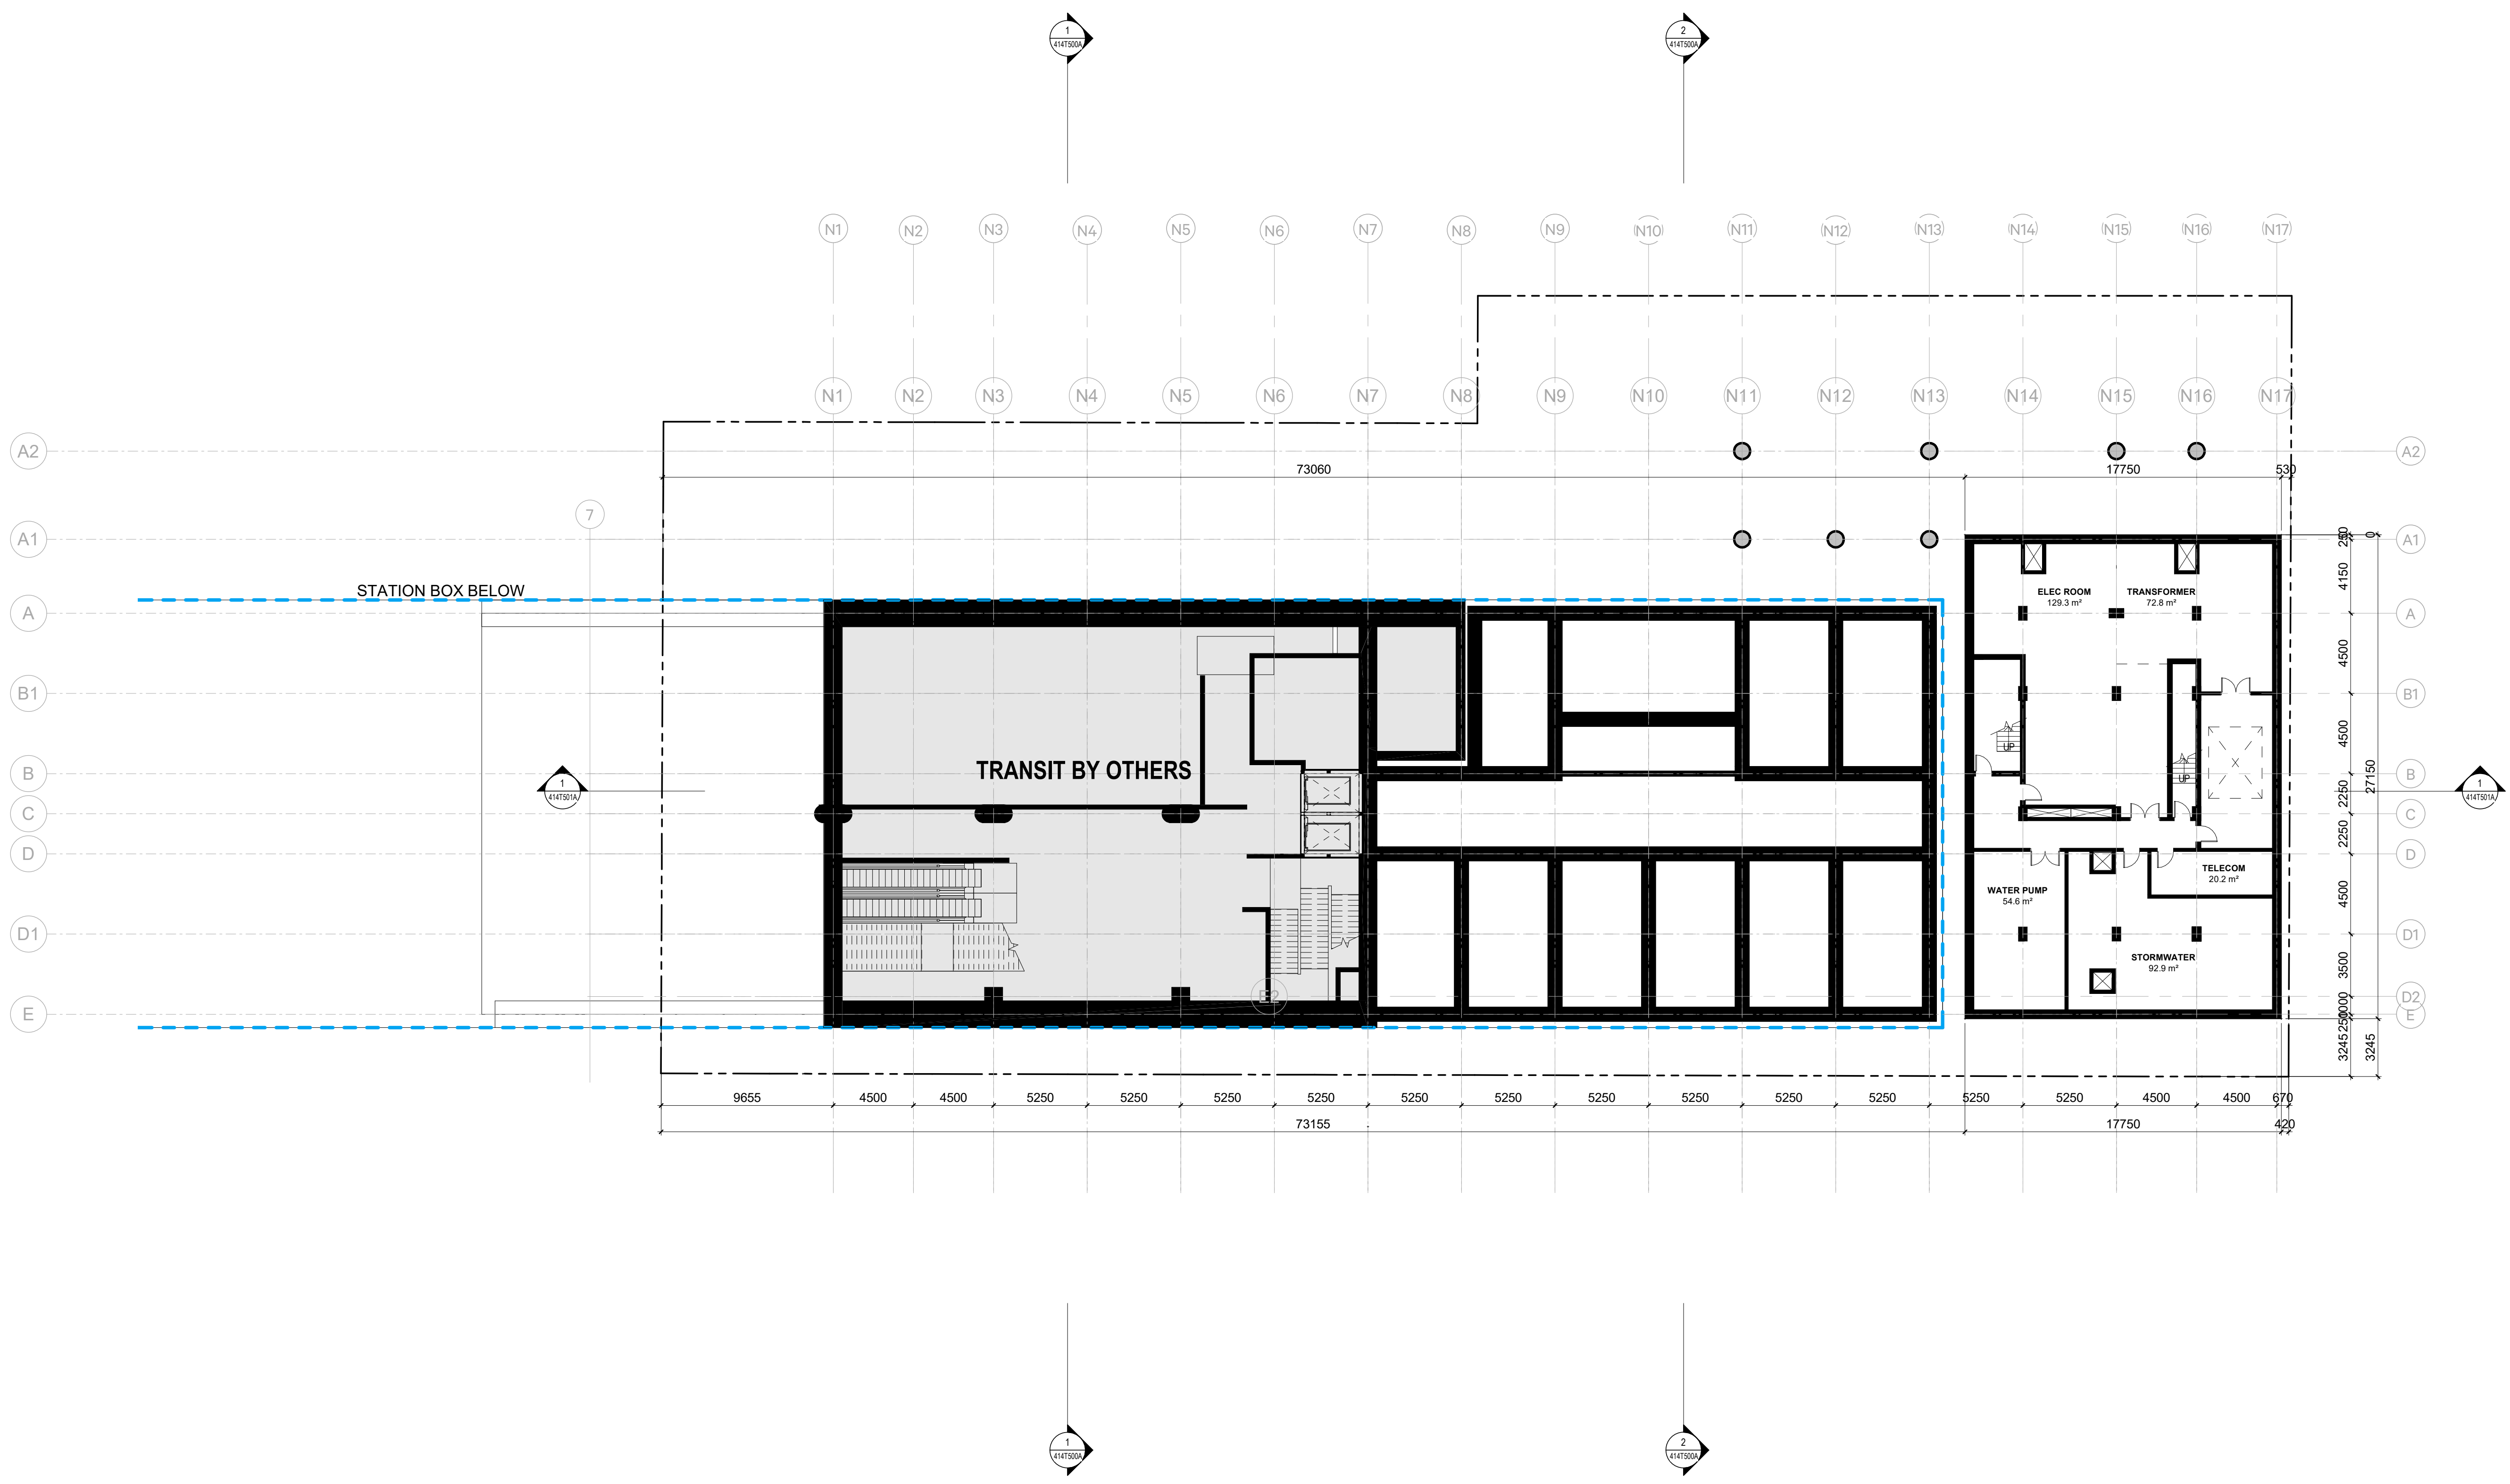 1
414T500A
2
414T500A
N1 N2 N3 N4 N5 N6 N7 N8 N9 N10 N11 N12 N13 N14 N15 N16 N17
N1 N2 N3 N4 N5 N6 N7 N8 N9 N10 N11 N12 N13 N14 N15 N16 N17
A2 A2
73060 17750 530
7
A1 A1
250 0
4150
STATION BOX BELOW
ELEC ROOM
129.3 m²
TRANSFORMER
72.8 m²
A A
4500
B1 B1
4500
UP
UP
TRANSIT BY OTHERS
B B
1
414T501A
1
414T501A
2250
27150
C C
2250
D D
TELECOM
20.2 m²
WATER PUMP
54.6 m²
4500
D1 D1
STORMWATER
92.9 m²
3500
E2
D2
1000
E E
250
3245 3245
9655 4500 4500 5250 5250 5250 5250 5250 5250 5250 5250 5250 5250 5250 5250 4500 4500 670
73155 17750 420
1
414T500A
2
414T500A